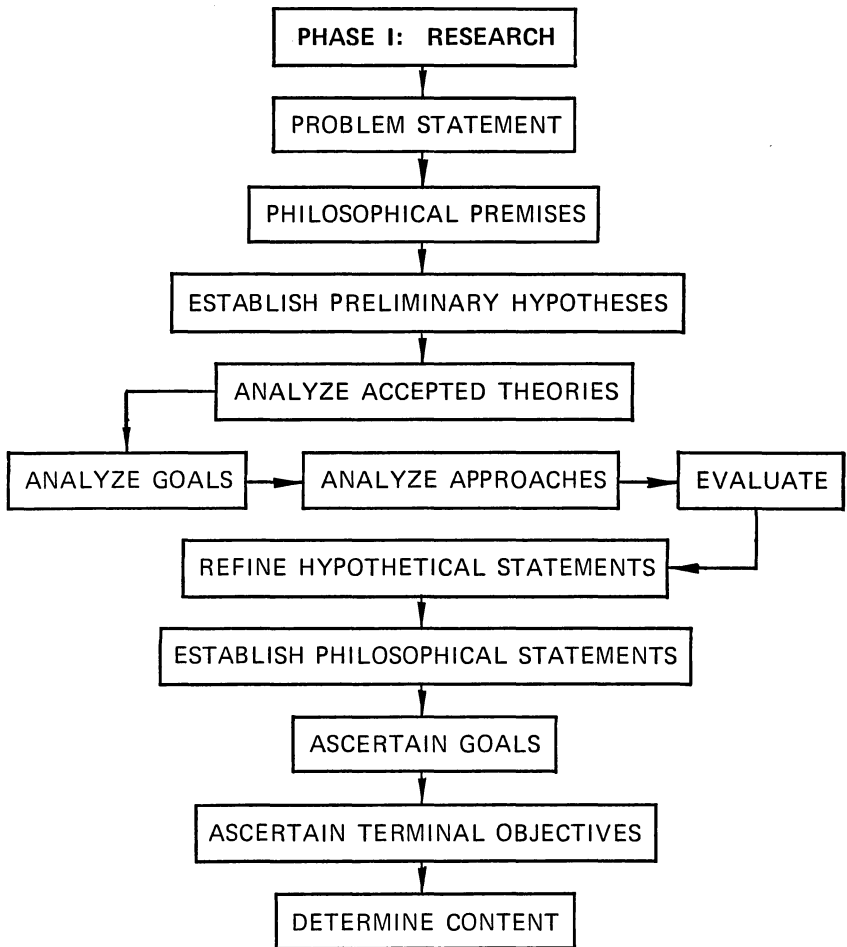 PHASE I: RESEARCH
PROBLEM STATEMENT
PHILOSOPHICAL PREMISES
ESTABLISH PRELIMINARY HYPOTHESES
ANALYZE ACCEPTED THEORIES
ANALYZE GOALS
ANALYZE APPROACHES
EVALUATE
REFINE HYPOTHETICAL STATEMENTS
ESTABLISH PHILOSOPHICAL STATEMENTS
ASCERTAIN GOALS
ASCERTAIN TERMINAL OBJECTIVES
DETERMINE CONTENT